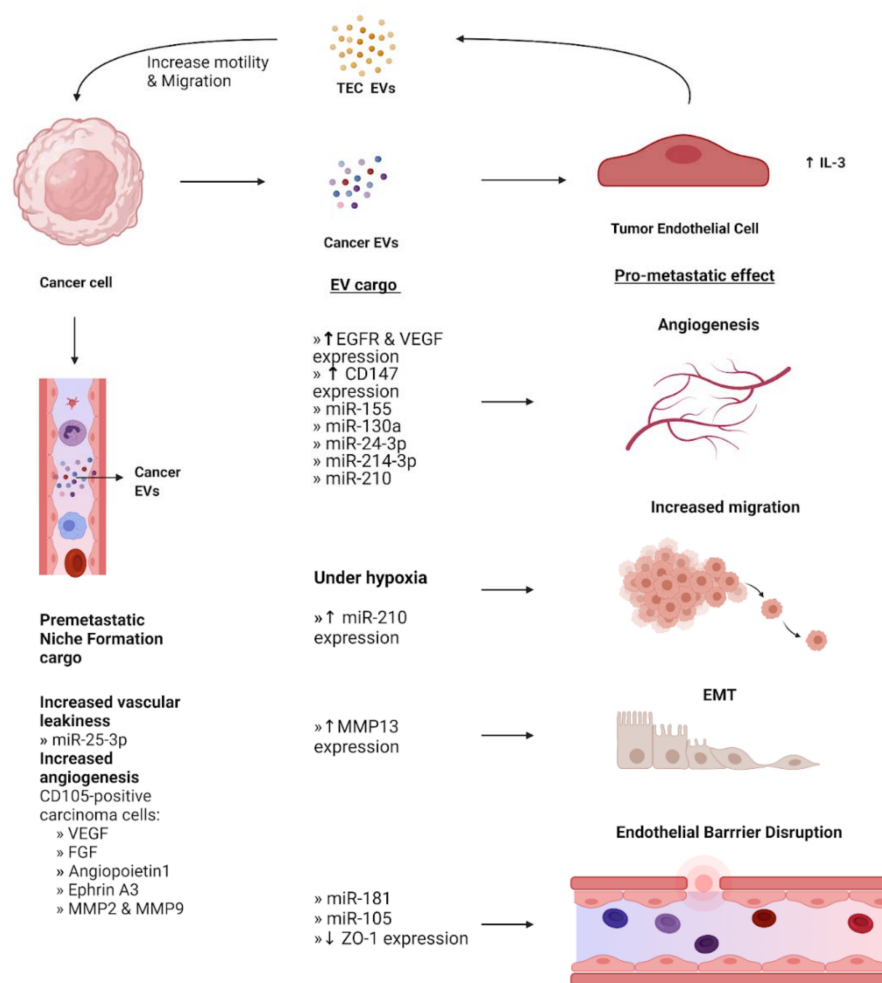 Increase motility
& Migration
TEC EVs
↑ IL-3
Cancer EVs
Tumor Endothelial Cell
Cancer cell
EV cargo
Pro-metastatic effect
» ↑ EGFR & VEGF
expression
» ↑ CD147
expression
» miR-155
» miR-130a
» miR-24-3p
» miR-214-3p
» miR-210
Angiogenesis
Cancer
EVs
Increased migration
Under hypoxia
»↑ miR-210
expression
Premetastatic
Niche Formation
cargo
Increased vascular
leakiness
» miR-25-3p
Increased
angiogenesis
CD105-positive
carcinoma cells:
» VEGF
» FGF
» Angiopoietin1
» Ephrin A3
» MMP2 & MMP9
EMT
»↑MMP13
expression
Endothelial Barrrier Disruption
» miR-181
» miR-105
»↓ ZO-1 expression